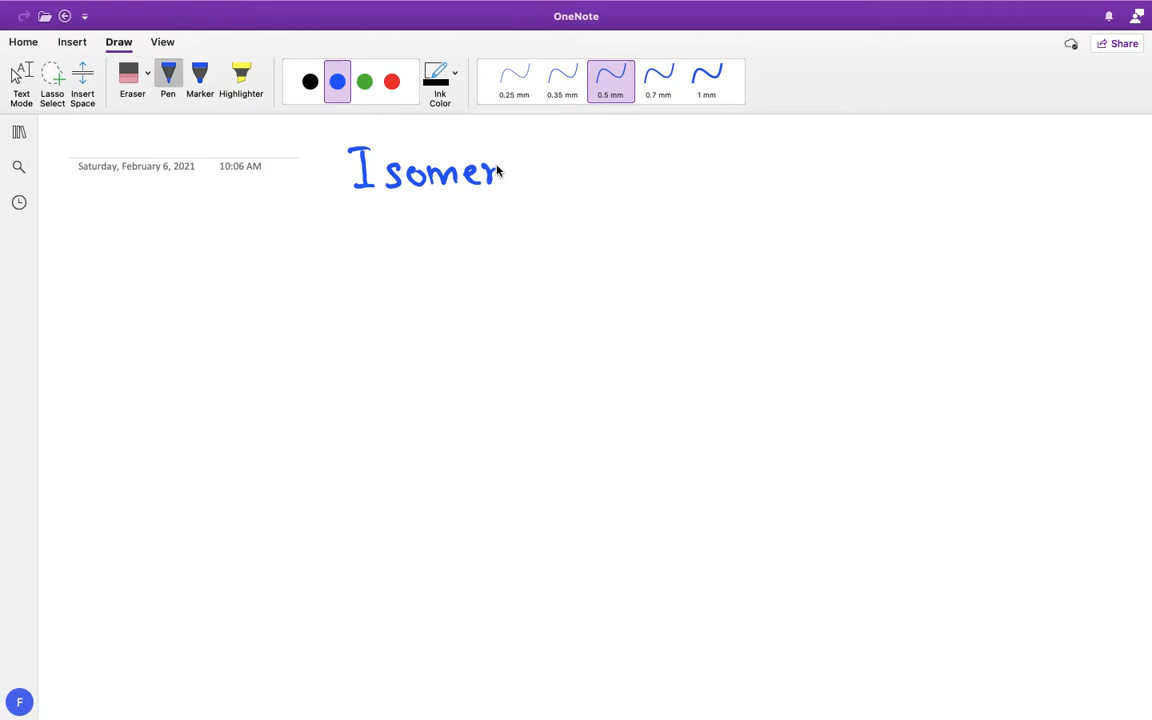 OneNote
Home Insert Draw View
Share
Text Mode
Lasso Select
Insert Space
Eraser
Pen
Marker
Highlighter
Ink Color
0.25 mm
0.35 mm
0.5 mm
0.7 mm
1 mm
Saturday, February 6, 2021 10:06 AM
Isomer
F